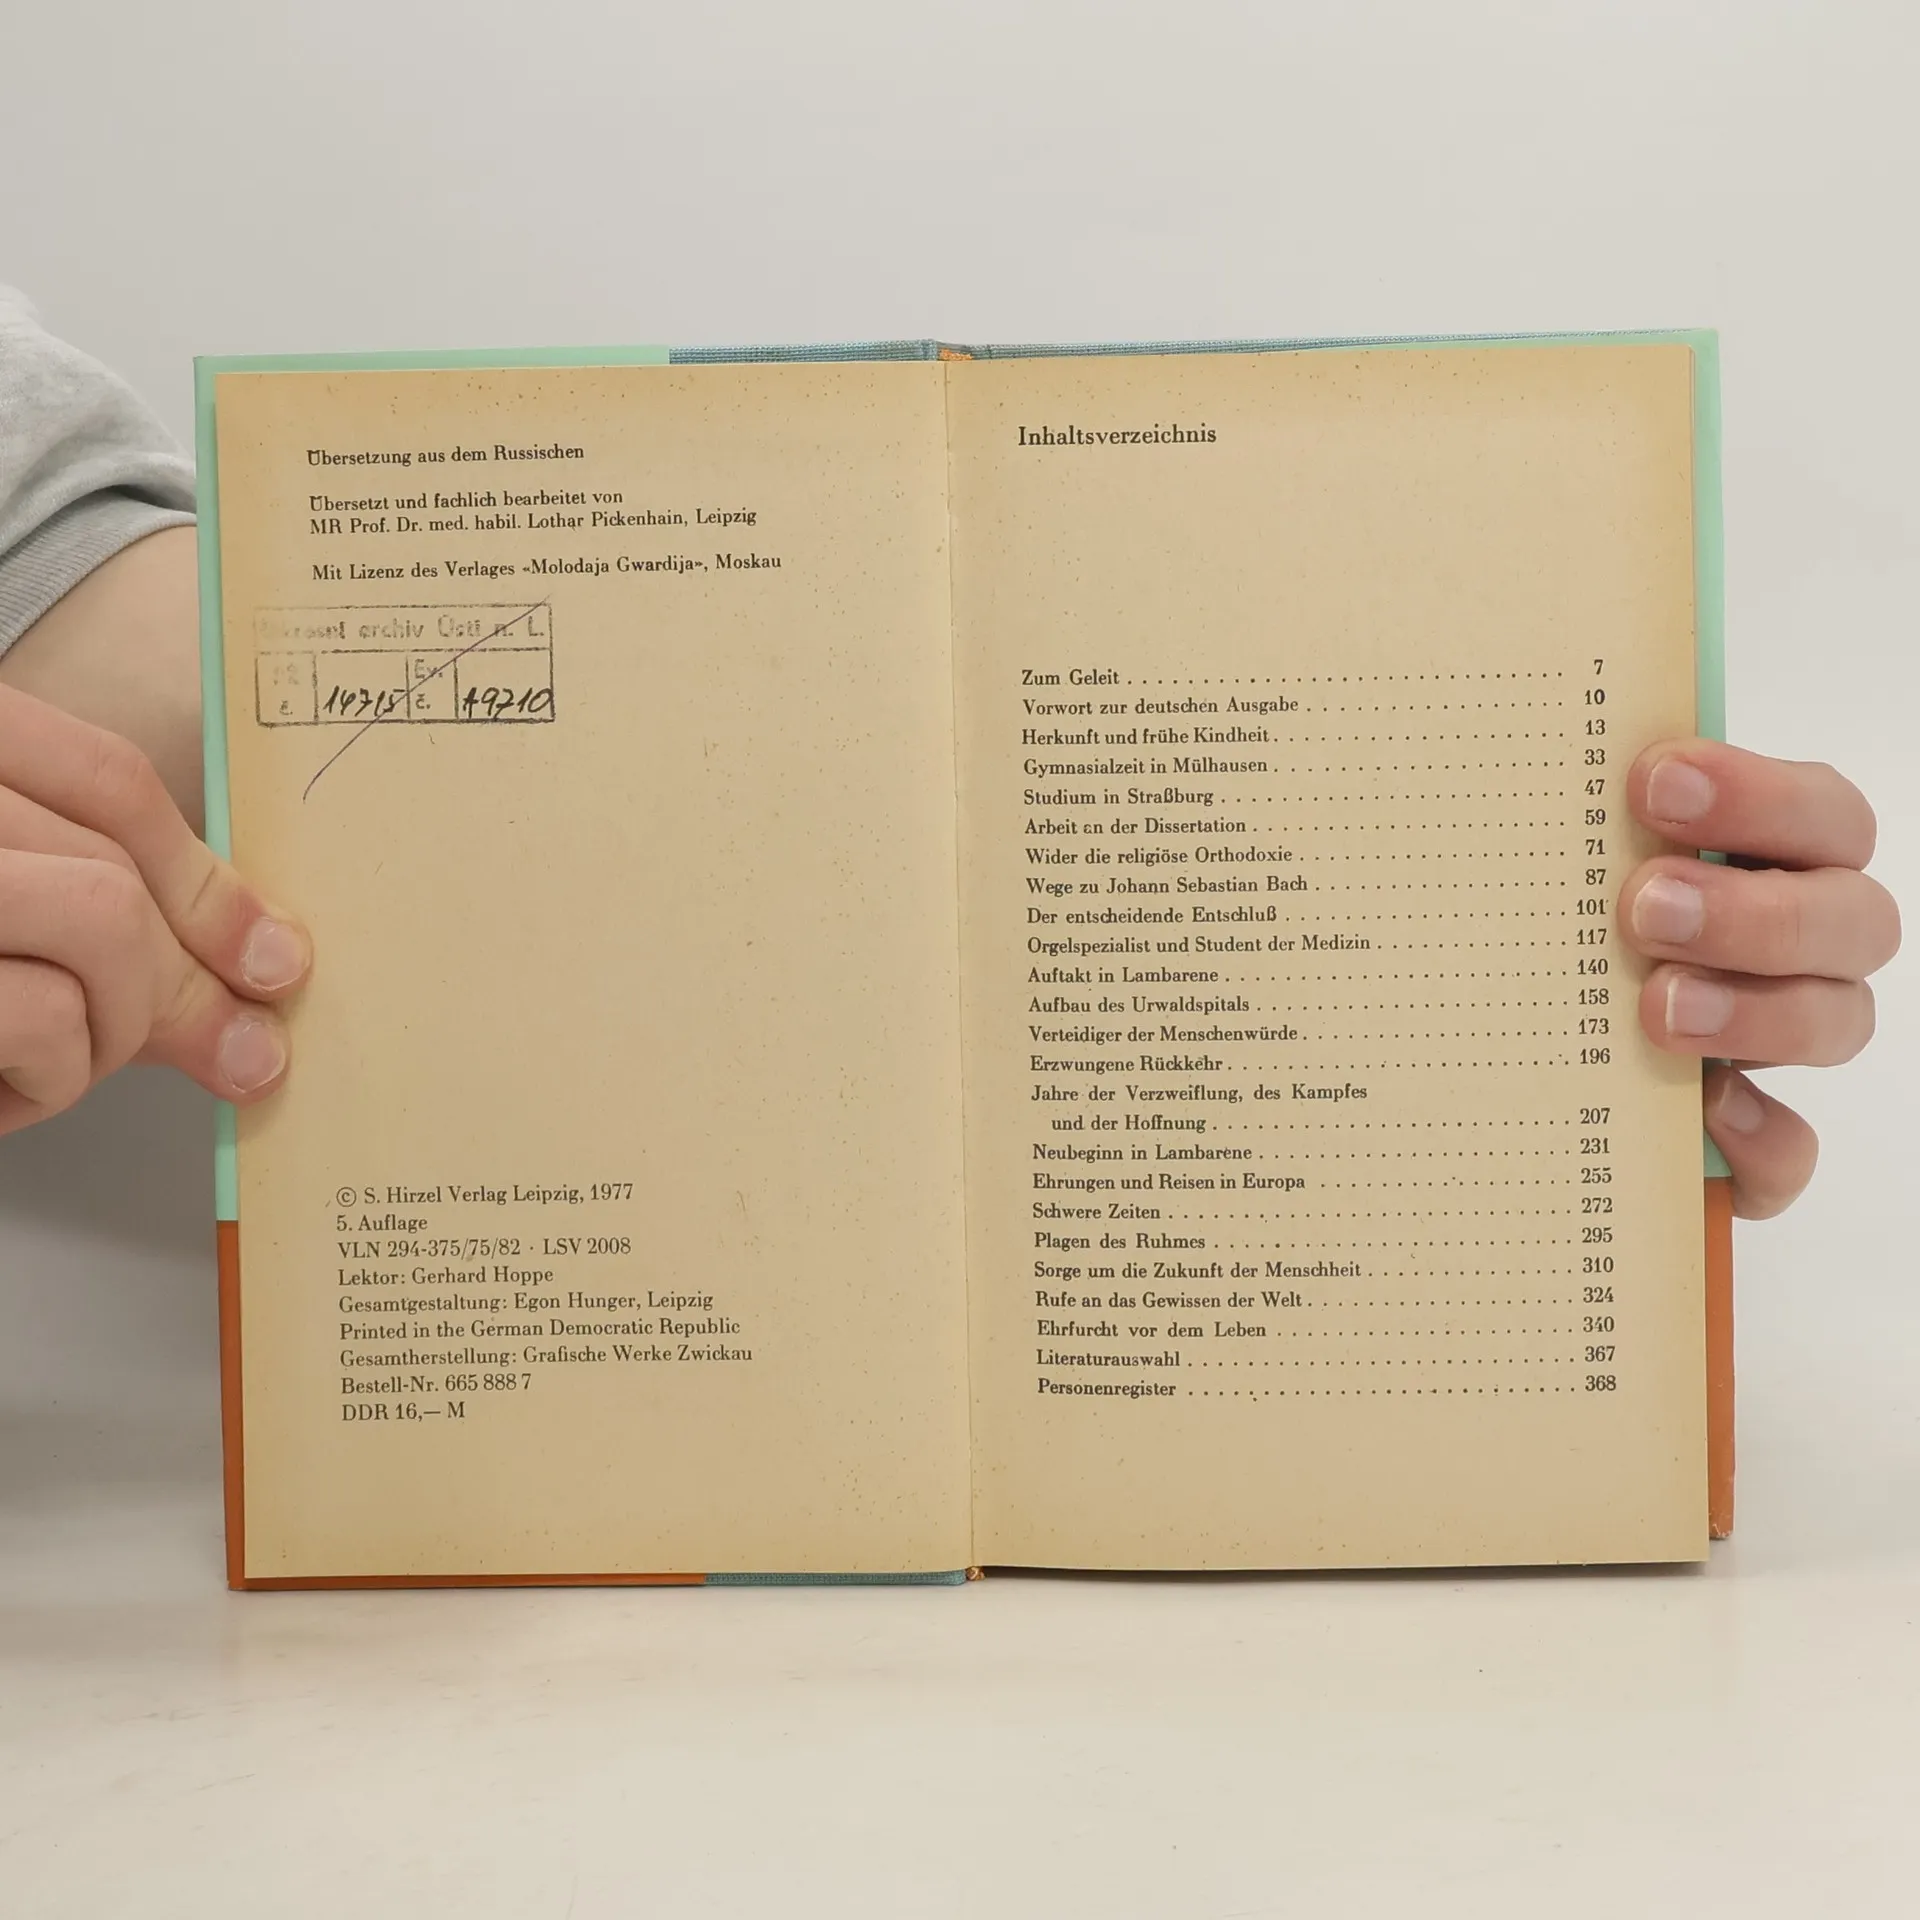 Übersetzung aus dem Russischen
Übersetzt und fachlich bearbeitet von
MR Prof. Dr. med. habil. Lothar Pickenhain, Leipzig
Mit Lizenz des Verlages «Molodaja Gwardija», Moskau
archiv Ústí n. L.
č. 14715 Ev. č. A9710
© S. Hirzel Verlag Leipzig, 1977
5. Auflage
VLN 294-375/75/82 · LSV 2008
Lektor: Gerhard Hoppe
Gesamtgestaltung: Egon Hunger, Leipzig
Printed in the German Democratic Republic
Gesamtherstellung: Grafische Werke Zwickau
Bestell-Nr. 665 888 7
DDR 16,— M
Inhaltsverzeichnis
Zum Geleit . . . . . 7
Vorwort zur deutschen Ausgabe . . . . . 10
Herkunft und frühe Kindheit . . . . . 13
Gymnasialzeit in Mülhausen . . . . . 33
Studium in Straßburg . . . . . 47
Arbeit an der Dissertation . . . . . 59
Wider die religiöse Orthodoxie . . . . . 71
Wege zu Johann Sebastian Bach . . . . . 87
Der entscheidende Entschluß . . . . . 101
Orgelspezialist und Student der Medizin . . . . . 117
Auftakt in Lambarene . . . . . 140
Aufbau des Urwaldspitals . . . . . 158
Verteidiger der Menschenwürde . . . . . 173
Erzwungene Rückkehr . . . . . 196
Jahre der Verzweiflung, des Kampfes
und der Hoffnung . . . . . 207
Neubeginn in Lambarene . . . . . 231
Ehrungen und Reisen in Europa . . . . . 255
Schwere Zeiten . . . . . 272
Plagen des Ruhmes . . . . . 295
Sorge um die Zukunft der Menschheit . . . . . 310
Rufe an das Gewissen der Welt . . . . . 324
Ehrfurcht vor dem Leben . . . . . 340
Literaturauswahl . . . . . 367
Personenregister . . . . . 368